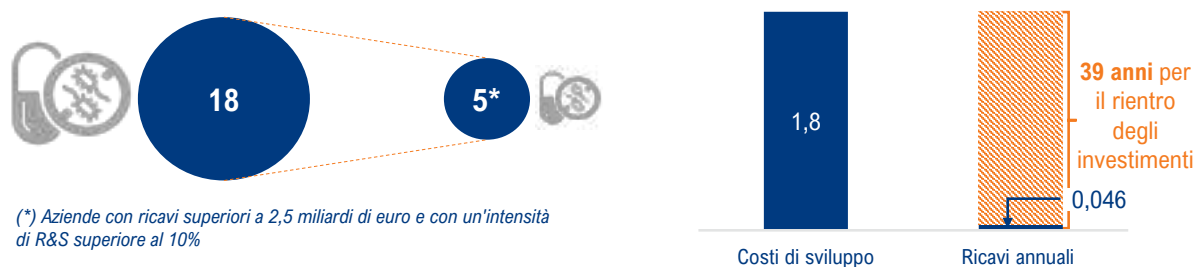 18
5*
(*) Aziende con ricavi superiori a 2,5 miliardi di euro e con un'intensità
di R&S superiore al 10%
1,8
39 anni per
il rientro
degli
investimenti
0,046
Costi di sviluppo
Ricavi annuali